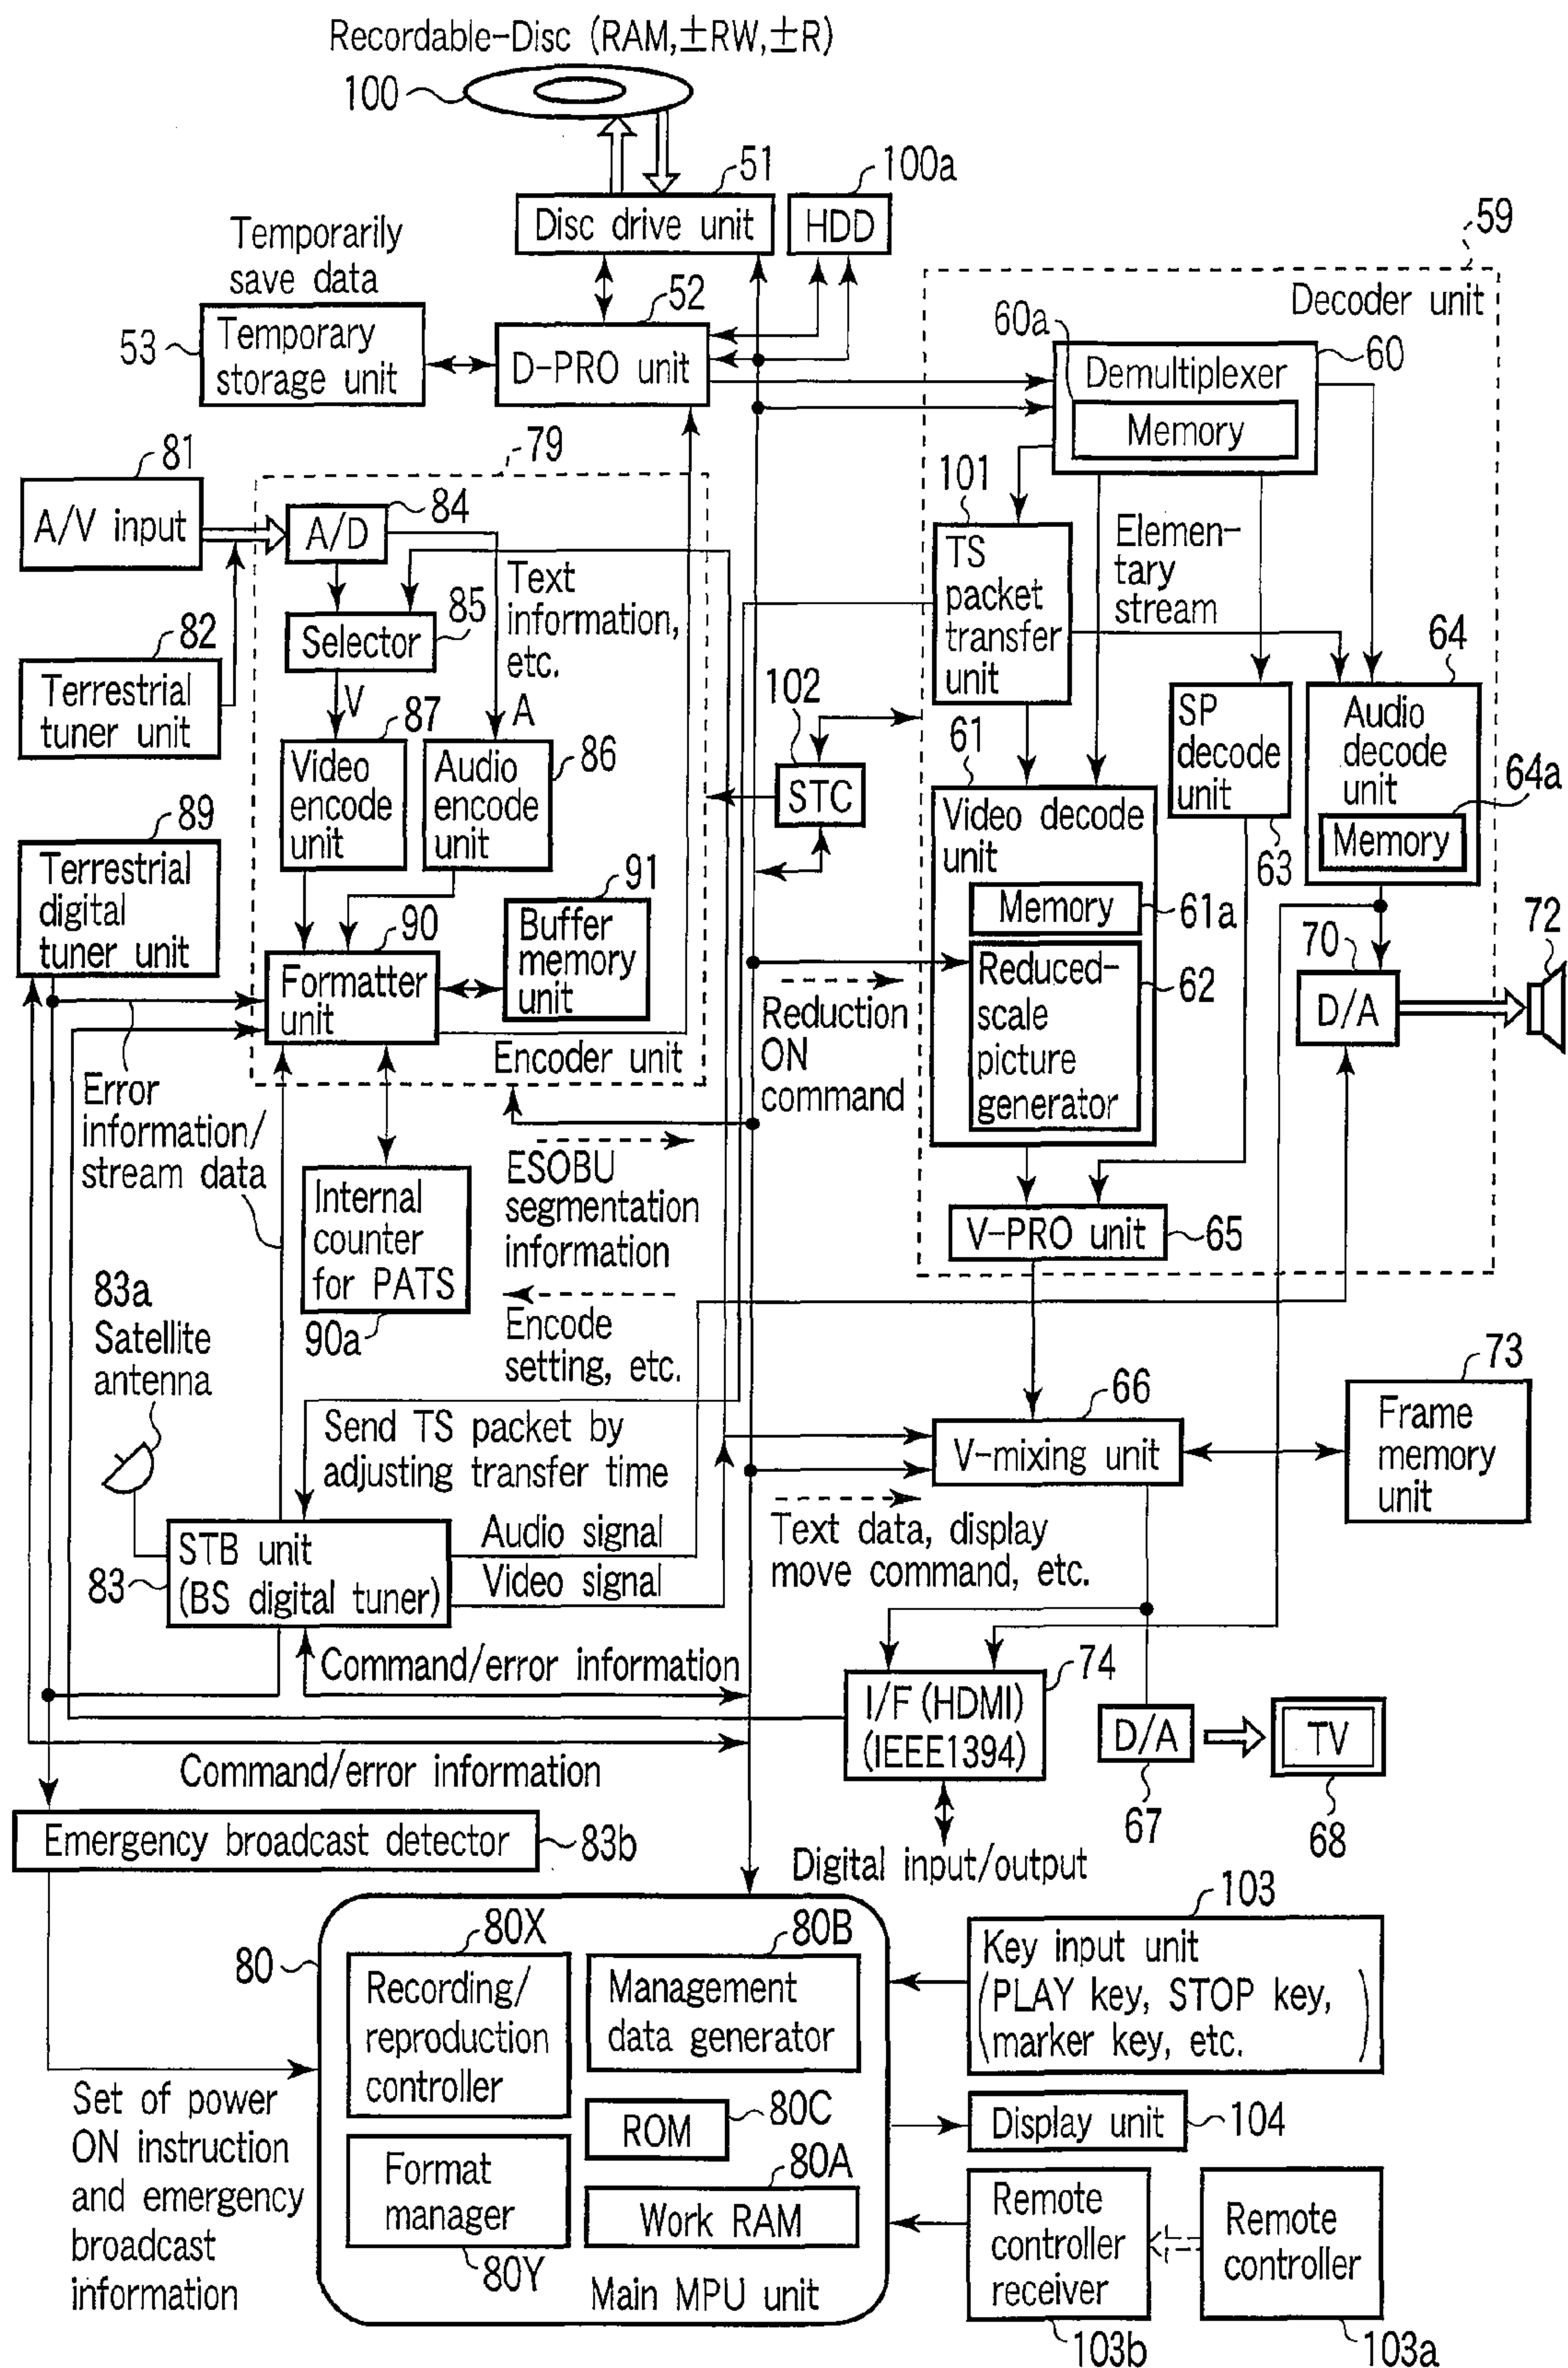 Recordable-Disc (RAM,±RW,±R)
100
51
100a
Disc drive unit
HDD
59
Temporarily
save data
52
Decoder unit
53
Temporary
storage unit
D-PRO unit
60a
60
Demultiplexer
Memory
81
79
A/V input
84
A/D
101
TS
packet
transfer
unit
Elemen-
tary
stream
Text
information,
etc.
85
Selector
82
Terrestrial
tuner unit
V
A
87
Video
encode
unit
Audio
encode
unit
86
102
STC
61
64
SP
decode
unit
63
Audio
decode
unit
64a
Memory
89
Terrestrial
digital
tuner unit
Video decode
unit
Memory
61a
Reduced-
scale
picture
generator
62
90
Formatter
unit
91
Buffer
memory
unit
Encoder unit
Reduction
ON
command
70
D/A
72
Error
information/
stream data
Internal
counter
for PATS
90a
ESOBU
segmentation
information
Encode
setting, etc.
V-PRO unit
65
83a
Satellite
antenna
Send TS packet by
adjusting transfer time
66
V-mixing unit
73
Frame
memory
unit
83
STB unit
(BS digital tuner)
Audio signal
Video signal
Text data, display
move command, etc.
Command/error information
74
I/F (HDMI)
(IEEE1394)
D/A
67
TV
68
Command/error information
Emergency broadcast detector
83b
Digital input/output
80
80X
Recording/
reproduction
controller
80B
Management
data generator
80C
ROM
80A
Work RAM
Format
manager
80Y
Main MPU unit
Set of power
ON instruction
and emergency
broadcast
information
103
Key input unit
(PLAY key, STOP key,
marker key, etc. )
Display unit
104
Remote
controller
receiver
103b
Remote
controller
103a